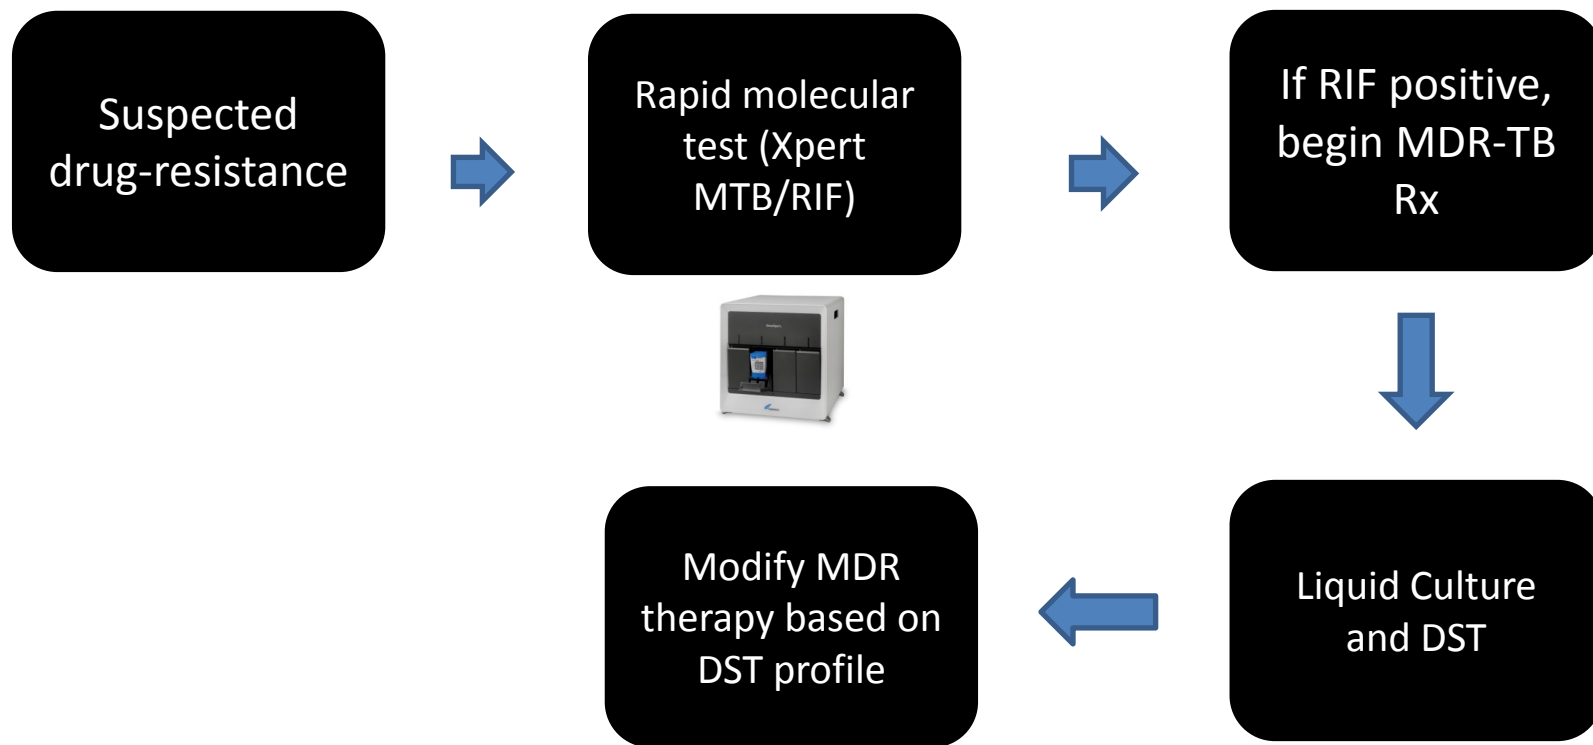 Suspected
drug-resistance
Rapid molecular
test (Xpert
MTB/RIF)
If RIF positive,
begin MDR-TB
Rx
Liquid Culture
and DST
Modify MDR
therapy based on
DST profile